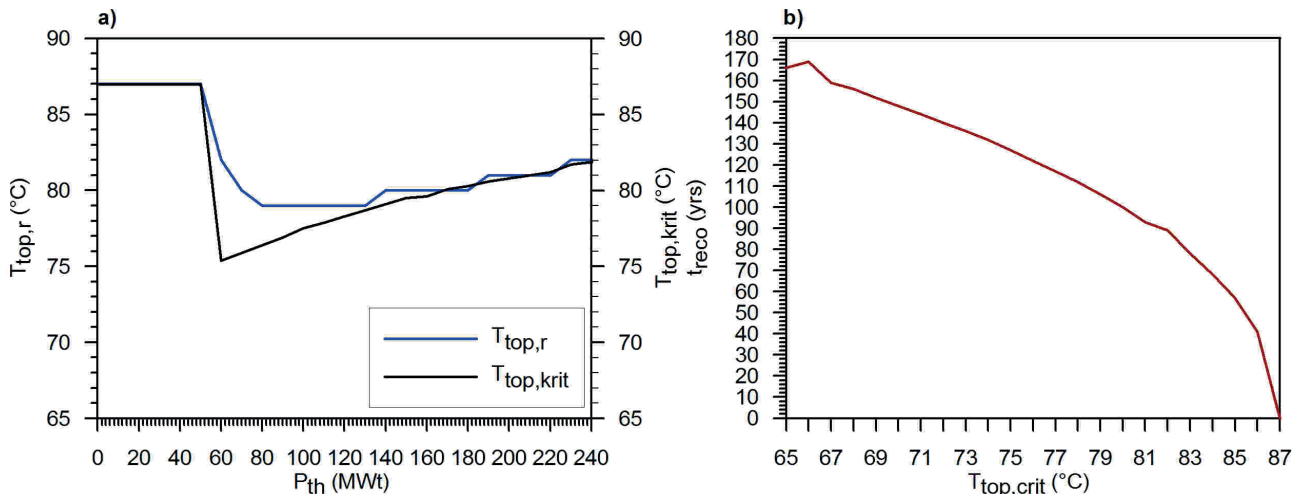 a)
90
85
80
75
70
65
T_top,r (°C)
0 20 40 60 80 100 120 140 160 180 200 220 240
P_th (MWt)
T_top,r
T_top,krit
90
85
80
75
70
65
T_top,krit (°C)
b)
180
170
160
150
140
130
120
110
100
90
80
70
60
50
40
30
20
10
0
t_reco (yrs)
65 67 69 71 73 75 77 79 81 83 85 87
T_top,crit (°C)